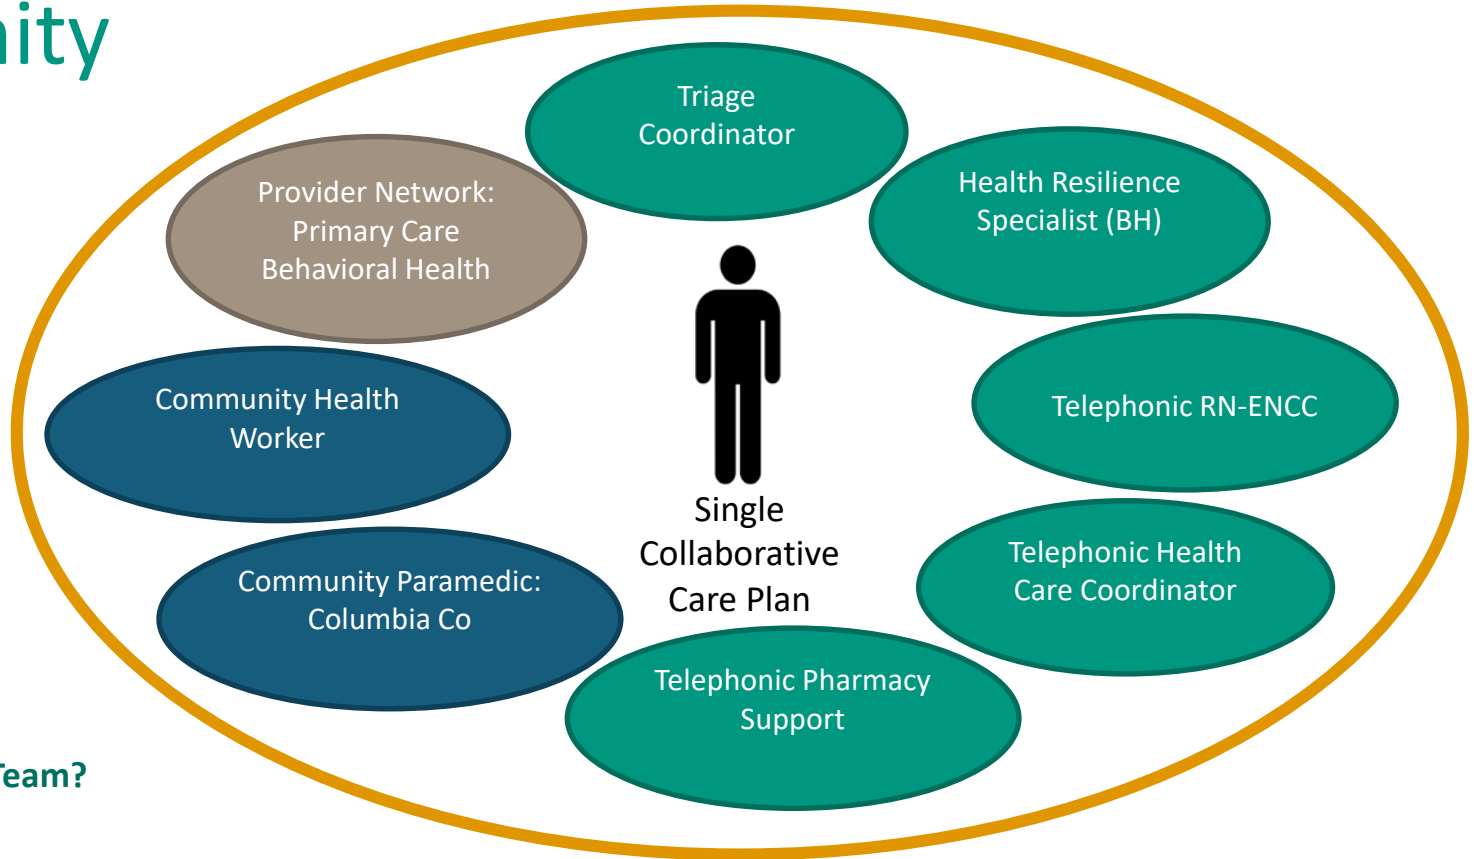 nity
Triage
Coordinator
Provider Network:
Primary Care
Behavioral Health
Health Resilience
Specialist (BH)
Community Health
Worker
Telephonic RN-ENCC
Single
Collaborative
Care Plan
Community Paramedic:
Columbia Co
Telephonic Health
Care Coordinator
Telephonic Pharmacy
Support
Team?